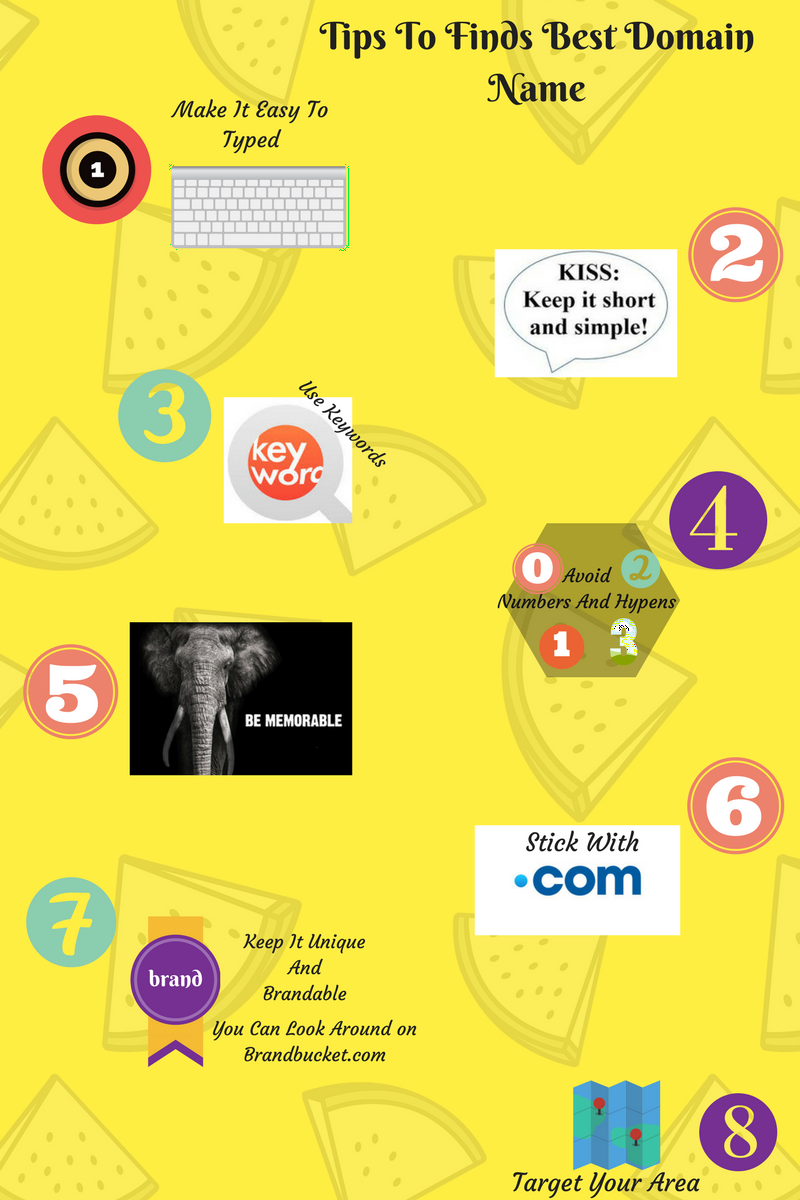 Tips To Finds Best Domain
Name
1
Make It Easy To
Typed
2
KISS:
Keep it short
and simple!
3
Use Keywords
key
word
4
0
Avoid
2
Numbers And Hypens
1
3
5
BE MEMORABLE
6
Stick With
.com
7
brand
Keep It Unique
And
Brandable
You Can Look Around on
Brandbucket.com
8
Target Your Area